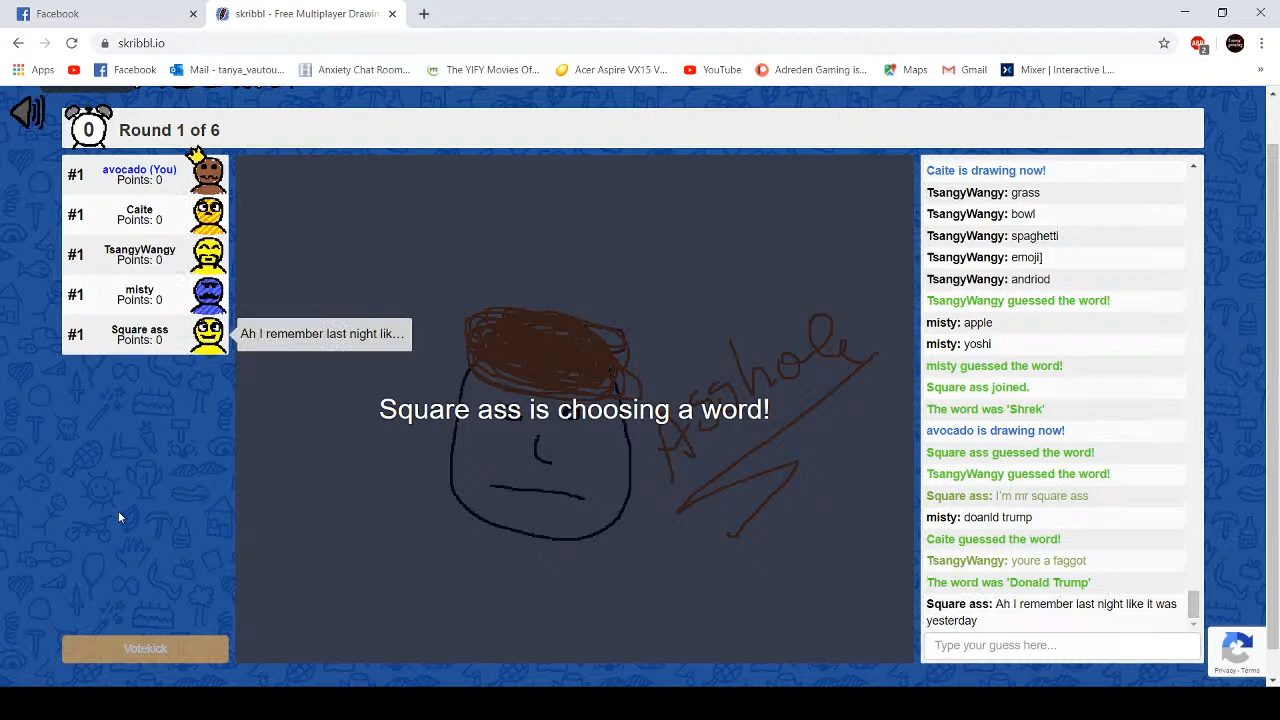 Facebook
skribbl - Free Multiplayer Drawin
skribbl.io
2
Apps
Facebook
Mail - tanya_vautou...
Anxiety Chat Room...
The YIFY Movies Of...
Acer Aspire VX15 V...
YouTube
Adreden Gaming is...
Maps
Gmail
Mixer | Interactive L...
»
0
Round 1 of 6
#1
avocado (You)
Points: 0
#1
Caite
Points: 0
#1
TsangyWangy
Points: 0
#1
misty
Points: 0
#1
Square ass
Points: 0
Ah I remember last night lik...
Square ass is choosing a word!
Asshole
Votekick
Caite is drawing now!
TsangyWangy: grass
TsangyWangy: bowl
TsangyWangy: spaghetti
TsangyWangy: emoji]
TsangyWangy: andriod
TsangyWangy guessed the word!
misty: apple
misty: yoshi
misty guessed the word!
Square ass joined.
The word was 'Shrek'
avocado is drawing now!
Square ass guessed the word!
TsangyWangy guessed the word!
Square ass: I'm mr square ass
misty: doanld trump
Caite guessed the word!
TsangyWangy: youre a faggot
The word was 'Donald Trump'
Square ass: Ah I remember last night like it was
yesterday
Type your guess here...
Privacy - Terms